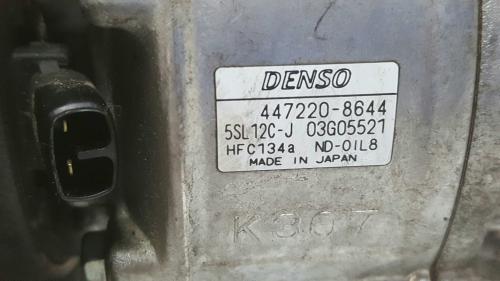 DENSO
447220-8644
5SL12C-J 03G05521
HFC134a ND-OIL8
MADE IN JAPAN
K307